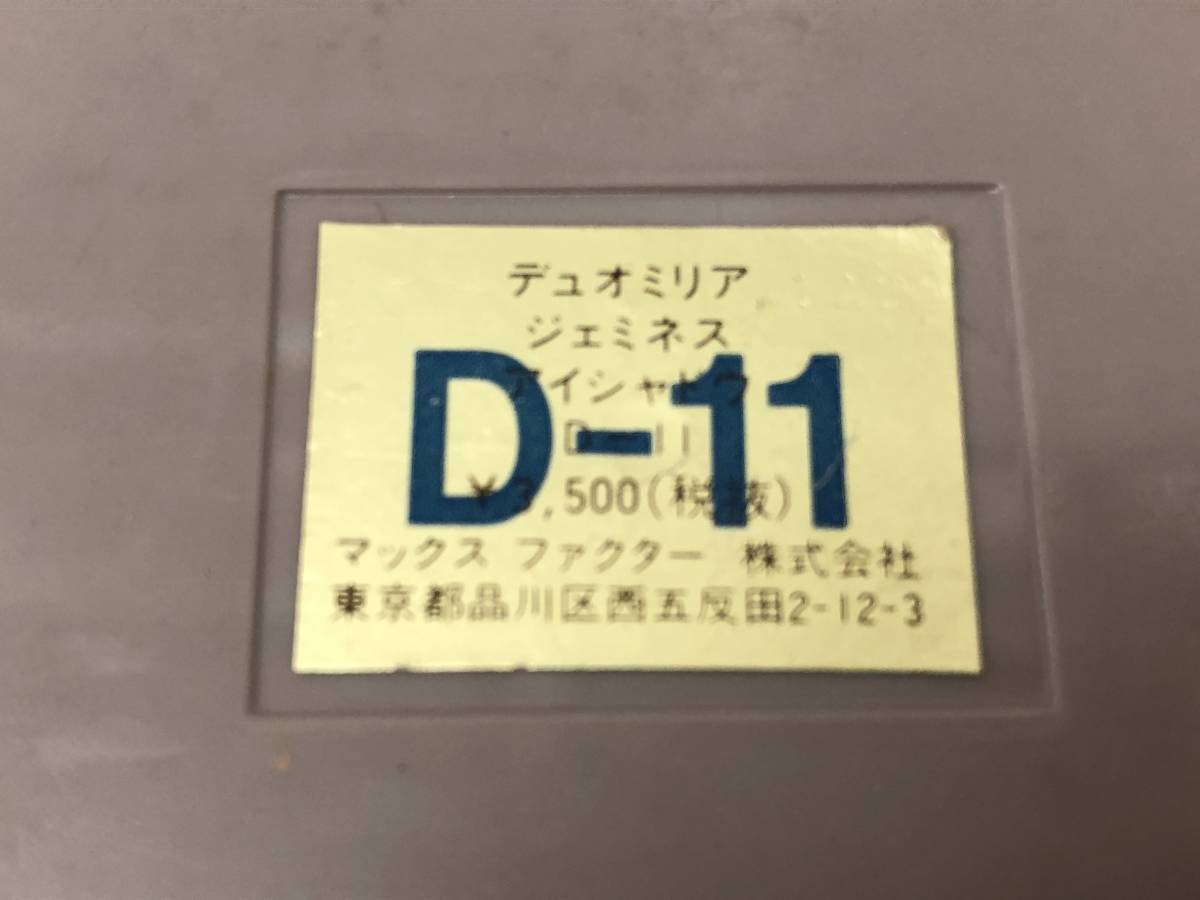 デュオミリア
ジェミネス
アイシャドウ
D-11
D-11
¥3,500(税抜)
マックス ファクター 株式会社
東京都品川区西五反田2-12-3